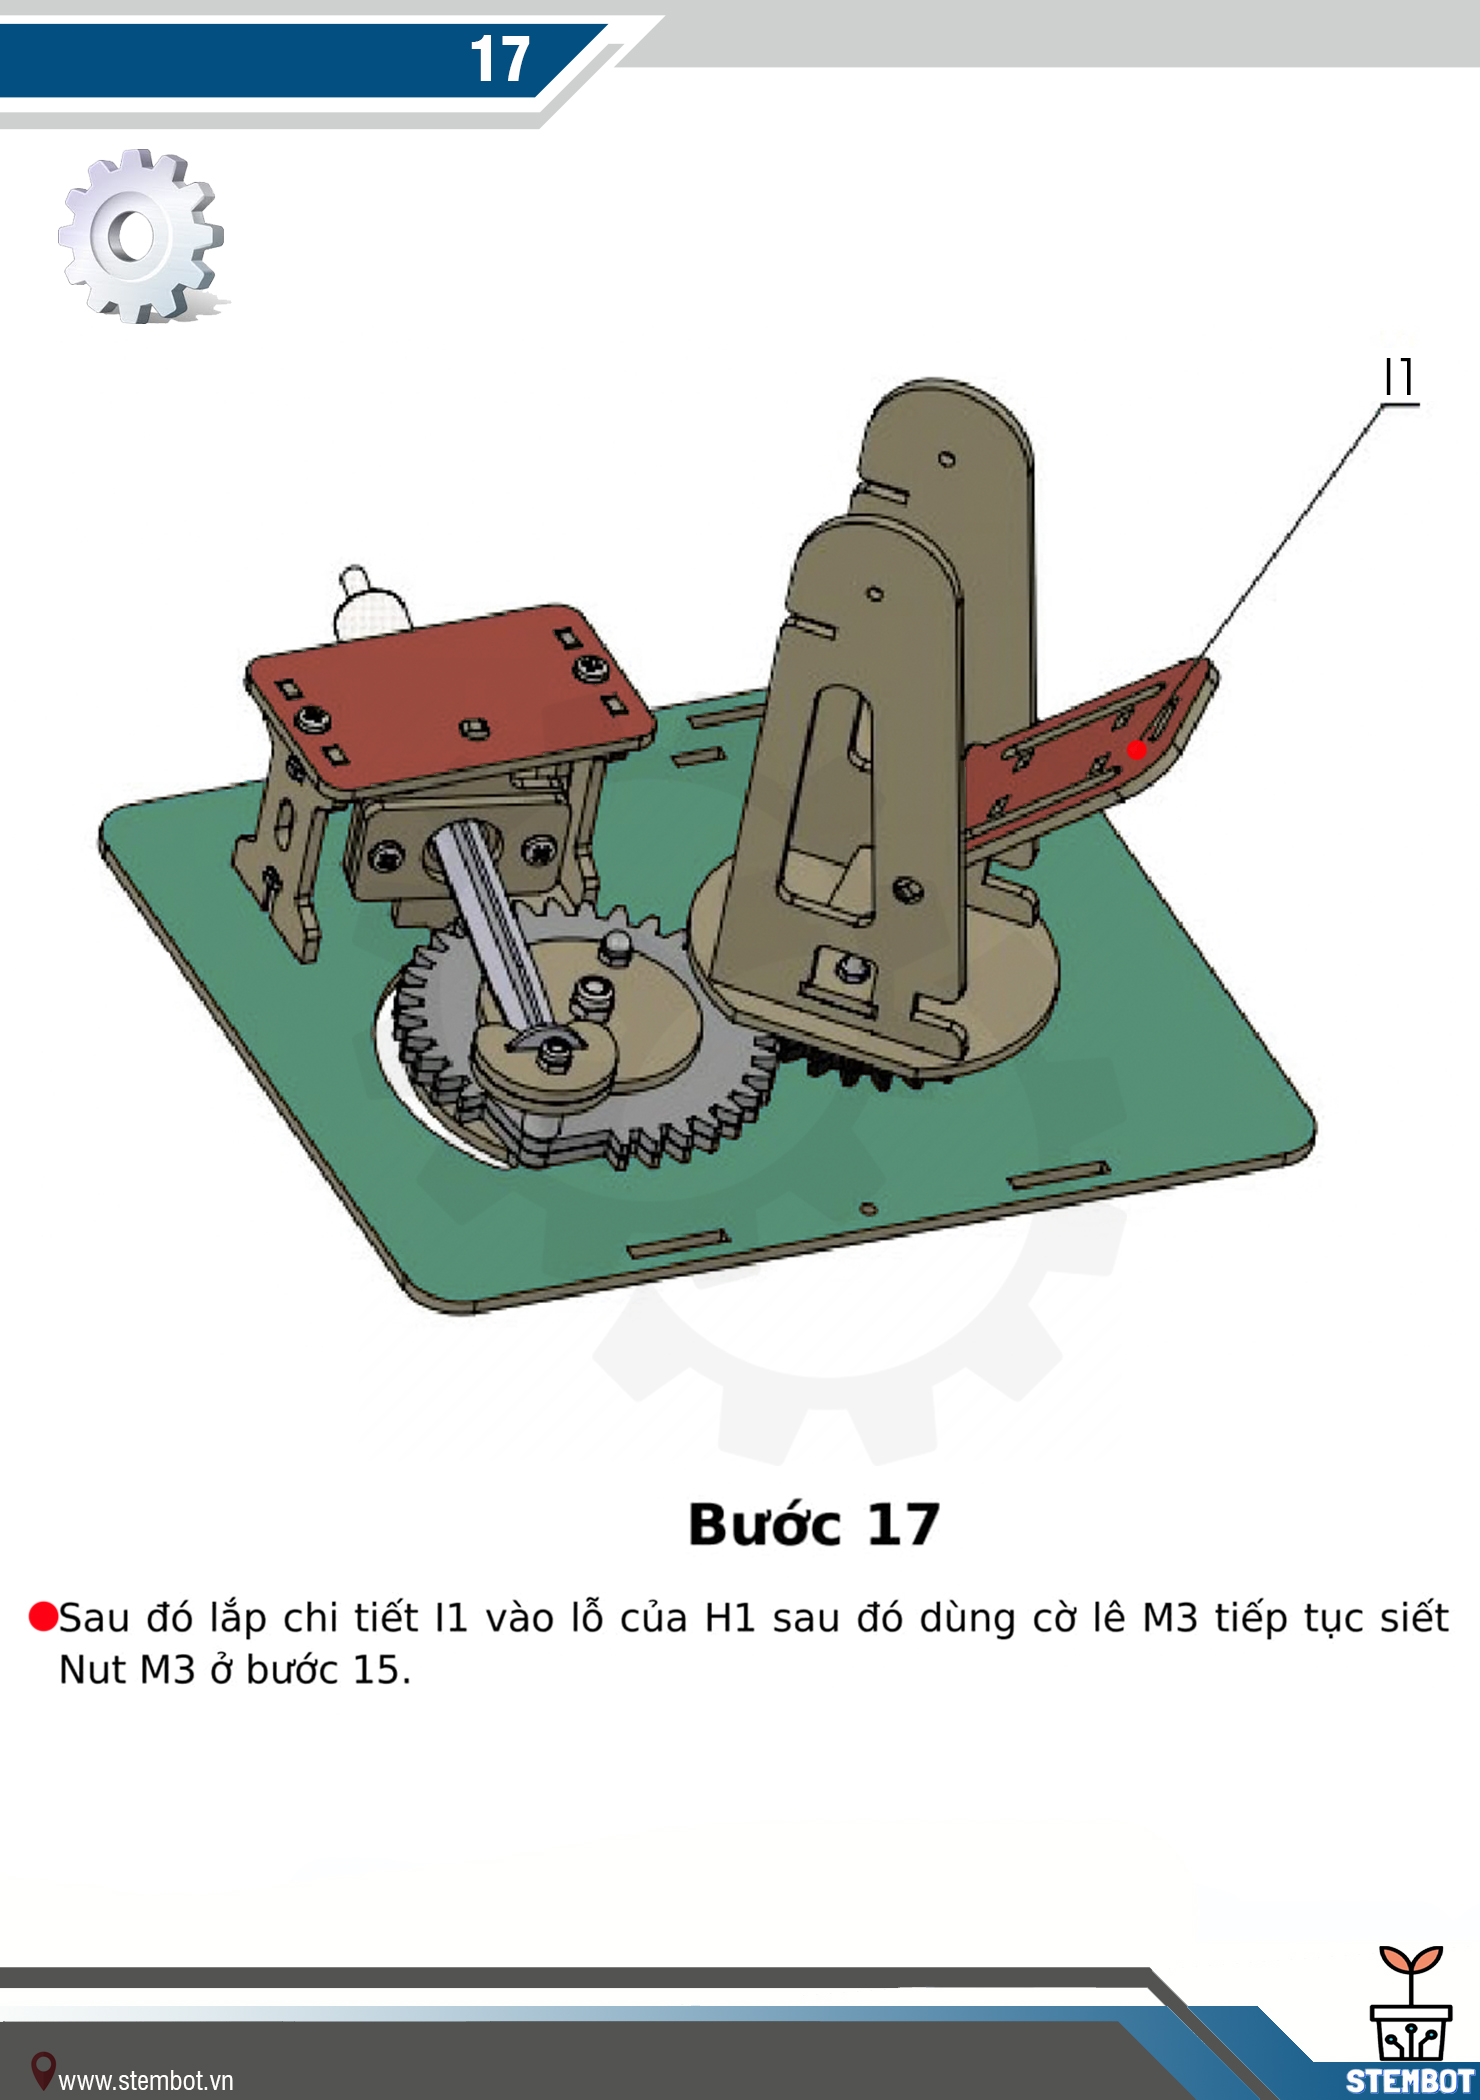 17
I1
Bước 17
Sau đó lắp chi tiết I1 vào lỗ của H1 sau đó dùng cờ lê M3 tiếp tục siết
Nut M3 ở bước 15.
www.stembot.vn
STEMBOT